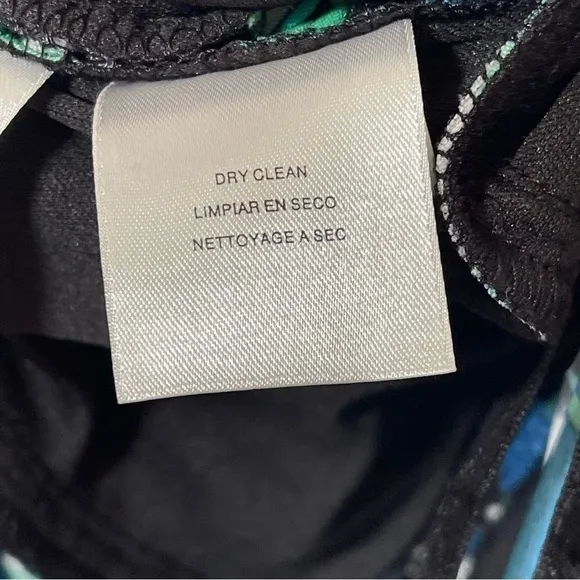 DRY CLEAN
LIMPIAR EN SECO
NETTOYAGE A SEC